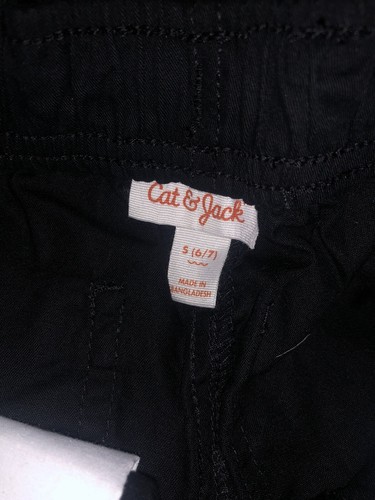 Cat & Jack
S (6/7)
MADE IN
BANGLADESH